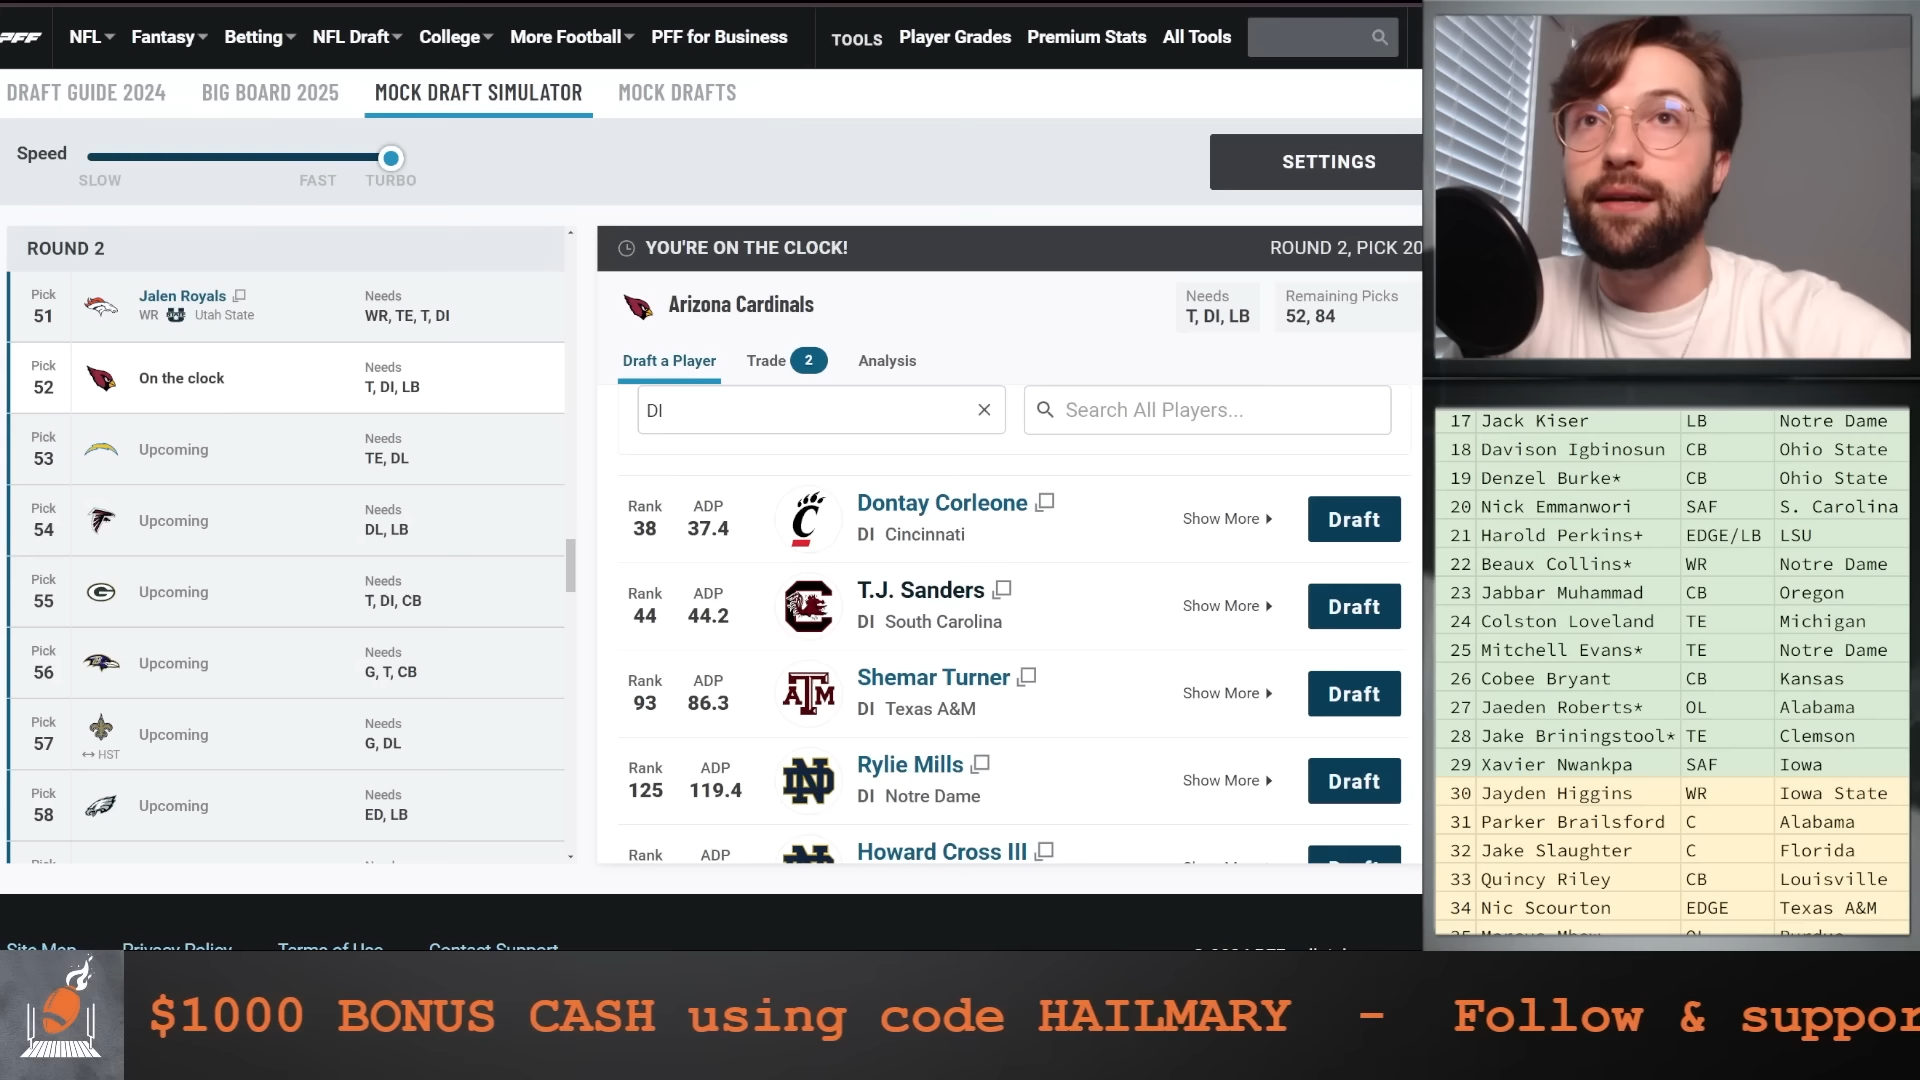 PFF NFL Fantasy Betting NFL Draft College More Football PFF for Business TOOLS Player Grades Premium Stats All Tools
DRAFT GUIDE 2024 BIG BOARD 2025 MOCK DRAFT SIMULATOR MOCK DRAFTS
Speed
SLOW FAST TURBO
SETTINGS
ROUND 2
Pick 51 Jalen Royals WR Utah State Needs WR, TE, T, DI
Pick 52 On the clock Needs T, DI, LB
Pick 53 Upcoming Needs TE, DL
Pick 54 Upcoming Needs DL, LB
Pick 55 Upcoming Needs T, DI, CB
Pick 56 Upcoming Needs G, T, CB
Pick 57 HST Upcoming Needs G, DL
Pick 58 Upcoming Needs ED, LB
YOU'RE ON THE CLOCK! ROUND 2, PICK 20
Arizona Cardinals
Needs T, DI, LB
Remaining Picks 52, 84
Draft a Player Trade 2 Analysis
DI
Search All Players...
Rank 38 ADP 37.4 Dontay Corleone DI Cincinnati Show More Draft
Rank 44 ADP 44.2 T.J. Sanders DI South Carolina Show More Draft
Rank 93 ADP 86.3 Shemar Turner DI Texas A&M Show More Draft
Rank 125 ADP 119.4 Rylie Mills DI Notre Dame Show More Draft
Rank ADP Howard Cross III
17 Jack Kiser LB Notre Dame
18 Davison Igbinosun CB Ohio State
19 Denzel Burke* CB Ohio State
20 Nick Emmanwori SAF S. Carolina
21 Harold Perkins+ EDGE/LB LSU
22 Beaux Collins* WR Notre Dame
23 Jabbar Muhammad CB Oregon
24 Colston Loveland TE Michigan
25 Mitchell Evans* TE Notre Dame
26 Cobee Bryant CB Kansas
27 Jaeden Roberts* OL Alabama
28 Jake Briningstool* TE Clemson
29 Xavier Nwankpa SAF Iowa
30 Jayden Higgins WR Iowa State
31 Parker Brailsford C Alabama
32 Jake Slaughter C Florida
33 Quincy Riley CB Louisville
34 Nic Scourton EDGE Texas A&M
Site Map Privacy Policy Terms of Use Contact Support
$1000 BONUS CASH using code HAILMARY - Follow & suppor